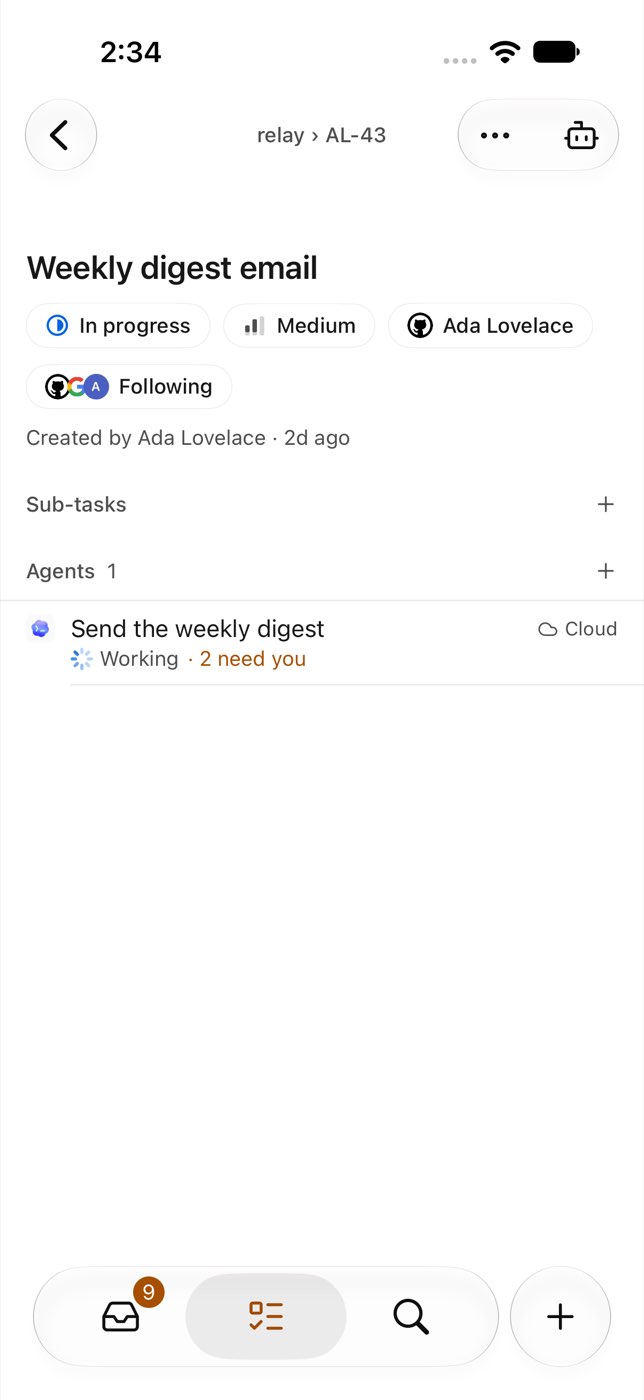 2:34
relay › AL-43
Weekly digest email
In progress
Medium
Ada Lovelace
A
Following
Created by Ada Lovelace · 2d ago
Sub-tasks
Agents 1
Send the weekly digest
Cloud
Working · 2 need you
9